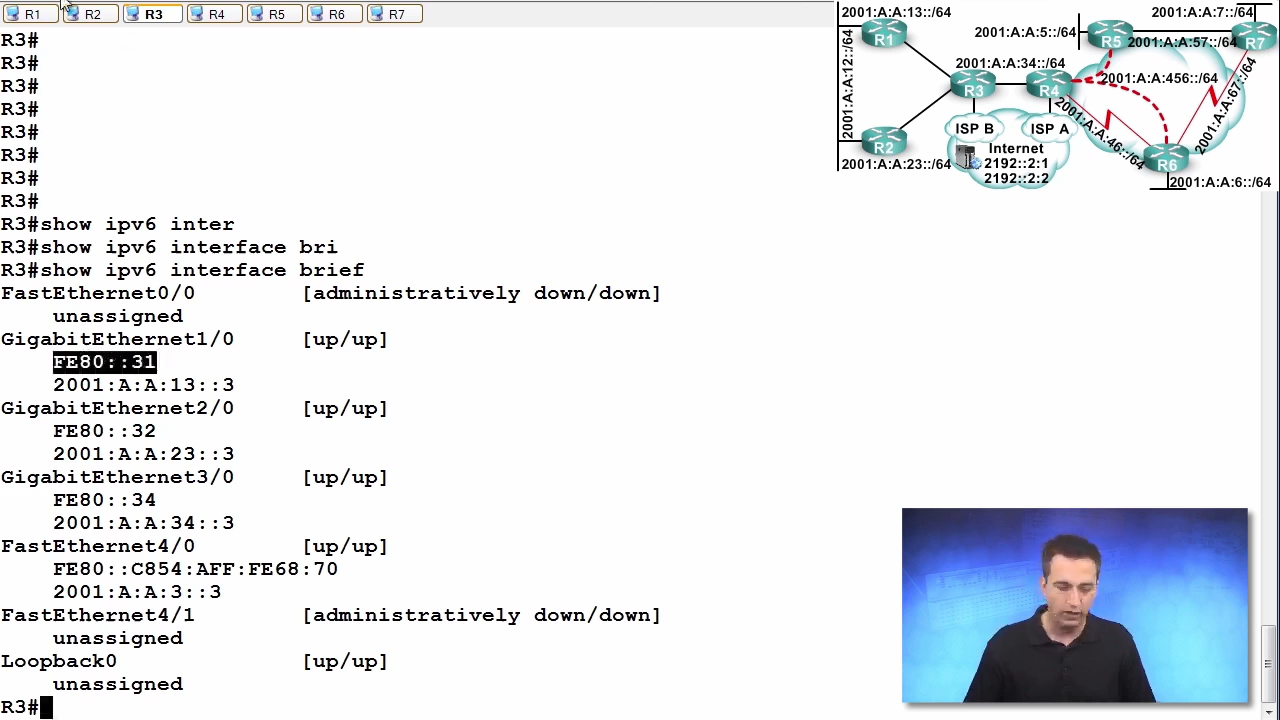 R1 R2 R3 R4 R5 R6 R7
R3#
R3#
R3#
R3#
R3#
R3#
R3#
R3#
R3#show ipv6 inter
R3#show ipv6 interface bri
R3#show ipv6 interface brief
FastEthernet0/0 [administratively down/down]
unassigned
GigabitEthernet1/0 [up/up]
FE80::31
2001:A:A:13::3
GigabitEthernet2/0 [up/up]
FE80::32
2001:A:A:23::3
GigabitEthernet3/0 [up/up]
FE80::34
2001:A:A:34::3
FastEthernet4/0 [up/up]
FE80::C854:AFF:FE68:70
2001:A:A:3::3
FastEthernet4/1 [administratively down/down]
unassigned
Loopback0 [up/up]
unassigned
R3#
2001:A:A:13::/64
2001:A:A:7::/64
R1
2001:A:A:5::/64
R5
2001:A:A:57::/64
R7
2001:A:A:12::/64
2001:A:A:34::/64
R3
R4
2001:A:A:456::/64
2001:A:A:67::/64
2001:A:A:46::/64
ISP B
ISP A
R2
Internet
2192::2:1
2192::2:2
2001:A:A:23::/64
R6
2001:A:A:6::/64